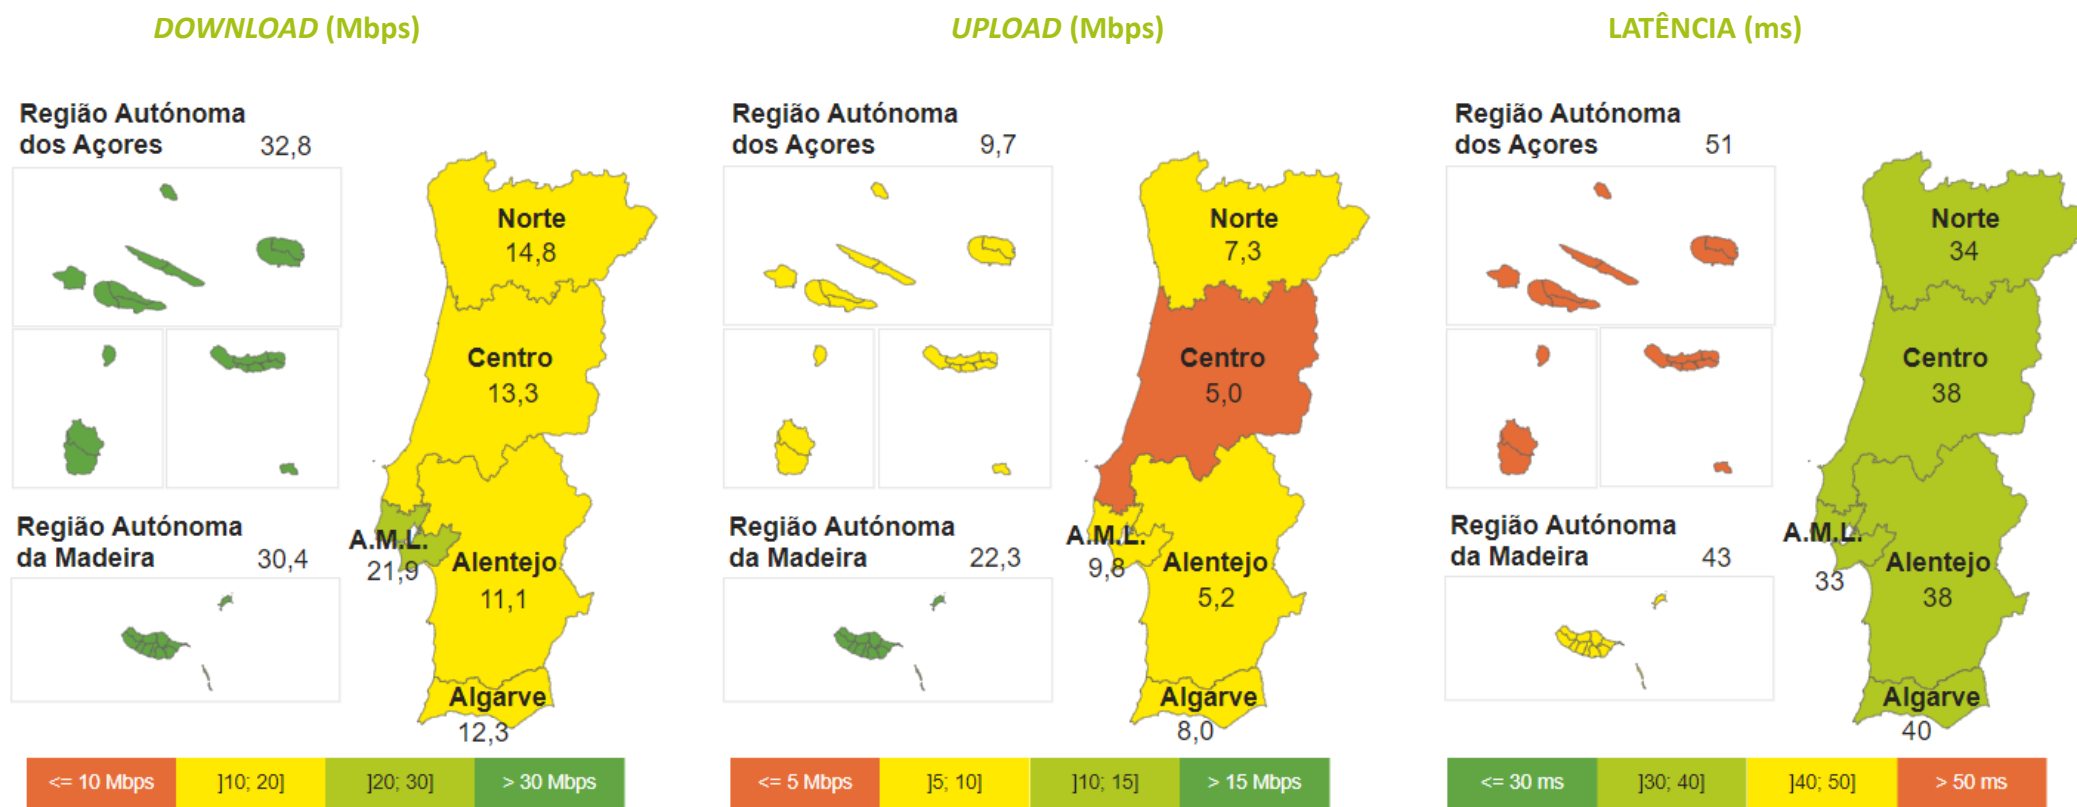 DOWNLOAD (Mbps)
Região Autónoma
dos Açores 32,8
Norte
14,8
Centro
13,3
Região Autónoma
da Madeira 30,4
A.M.L.
21,9
Alentejo
11,1
Algarve
12,3
<= 10 Mbps ]10; 20] ]20; 30] > 30 Mbps
UPLOAD (Mbps)
Região Autónoma
dos Açores 9,7
Norte
7,3
Centro
5,0
Região Autónoma
da Madeira 22,3
A.M.L.
9,8
Alentejo
5,2
Algarve
8,0
<= 5 Mbps ]5; 10] ]10; 15] > 15 Mbps
LATÊNCIA (ms)
Região Autónoma
dos Açores 51
Norte
34
Centro
38
Região Autónoma
da Madeira 43
A.M.L.
33
Alentejo
38
Algarve
40
<= 30 ms ]30; 40] ]40; 50] > 50 ms